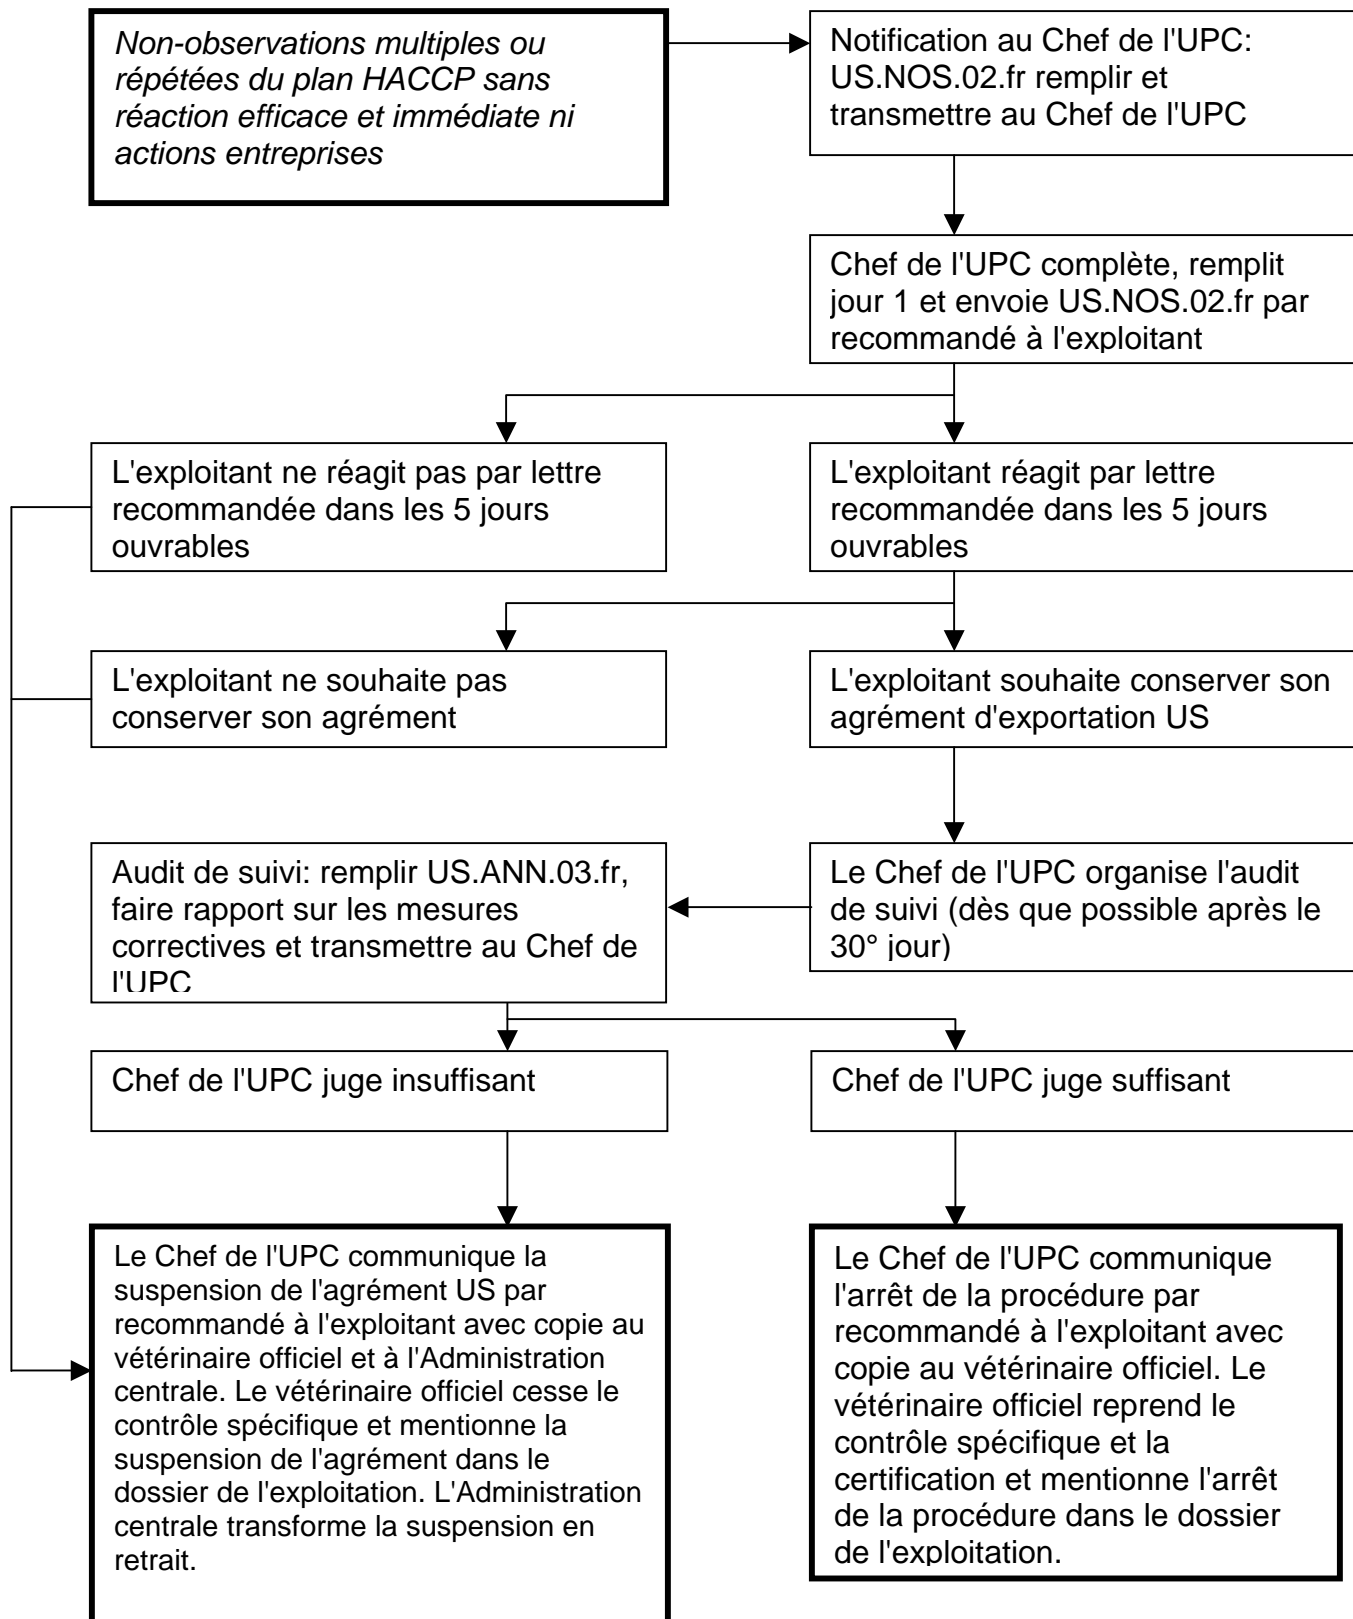 Non-observations multiples ou
répétées du plan HACCP sans
réaction efficace et immédiate ni
actions entreprises
Notification au Chef de l'UPC:
US.NOS.02.fr remplir et
transmettre au Chef de l'UPC
Chef de l'UPC complète, remplit
jour 1 et envoie US.NOS.02.fr par
recommandé à l'exploitant
L'exploitant ne réagit pas par lettre
recommandée dans les 5 jours
ouvrables
L'exploitant réagit par lettre
recommandée dans les 5 jours
ouvrables
L'exploitant ne souhaite pas
conserver son agrément
L'exploitant souhaite conserver son
agrément d'exportation US
Audit de suivi: remplir US.ANN.03.fr,
faire rapport sur les mesures
correctives et transmettre au Chef de
l'UPC
Le Chef de l'UPC organise l'audit
de suivi (dès que possible après le
30° jour)
Chef de l'UPC juge insuffisant
Chef de l'UPC juge suffisant
Le Chef de l'UPC communique la
suspension de l'agrément US par
recommandé à l'exploitant avec copie au
vétérinaire officiel et à l'Administration
centrale. Le vétérinaire officiel cesse le
contrôle spécifique et mentionne la
suspension de l'agrément dans le
dossier de l'exploitation. L'Administration
centrale transforme la suspension en
retrait.
Le Chef de l'UPC communique
l'arrêt de la procédure par
recommandé à l'exploitant avec
copie au vétérinaire officiel. Le
vétérinaire officiel reprend le
contrôle spécifique et la
certification et mentionne l'arrêt
de la procédure dans le dossier
de l'exploitation.